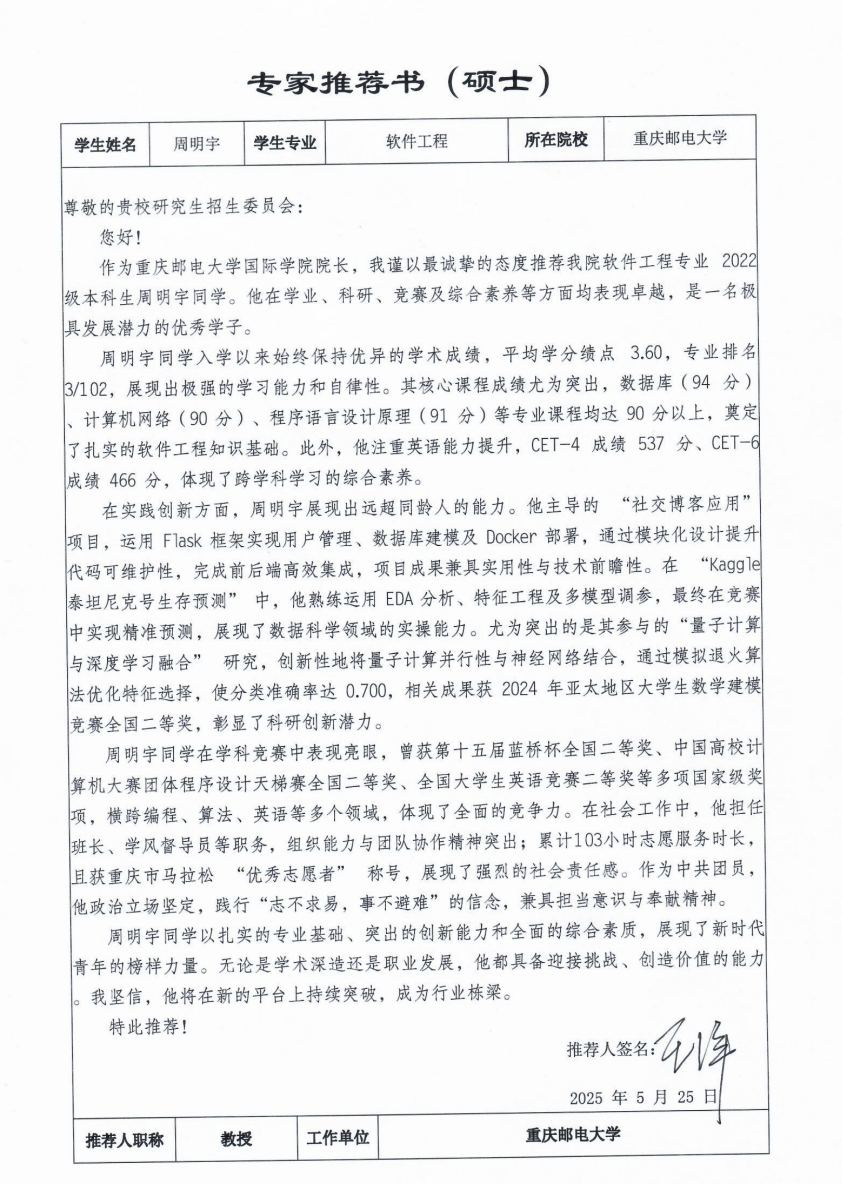 专家推荐书（硕士）
学生姓名 周明宇 学生专业 软件工程 所在院校 重庆邮电大学
尊敬的贵校研究生招生委员会：
您好！
作为重庆邮电大学国际学院院长，我谨以最诚挚的态度推荐我院软件工程专业 2022
级本科生周明宇同学。他在学业、科研、竞赛及综合素养等方面均表现卓越，是一名极
具发展潜力的优秀学子。
周明宇同学入学以来始终保持优异的学术成绩，平均学分绩点 3.60，专业排名
3/102，展现出极强的学习能力和自律性。其核心课程成绩尤为突出，数据库（94 分）
、计算机网络（90 分）、程序语言设计原理（91 分）等专业课程均达 90 分以上，奠定
了扎实的软件工程知识基础。此外，他注重英语能力提升，CET-4 成绩 537 分、CET-6
成绩 466 分，体现了跨学科学习的综合素养。
在实践创新方面，周明宇展现出远超同龄人的能力。他主导的 “社交博客应用”
项目，运用 Flask 框架实现用户管理、数据库建模及 Docker 部署，通过模块化设计提升
代码可维护性，完成前后端高效集成，项目成果兼具实用性与技术前瞻性。在 “Kaggle
泰坦尼克号生存预测” 中，他熟练运用 EDA 分析、特征工程及多模型调参，最终在竞赛
中实现精准预测，展现了数据科学领域的实操能力。尤为突出的是其参与的“量子计算
与深度学习融合” 研究，创新性地将量子计算并行性与神经网络结合，通过模拟退火算
法优化特征选择，使分类准确率达 0.700，相关成果获 2024 年亚太地区大学生数学建模
竞赛全国二等奖，彰显了科研创新潜力。
周明宇同学在学科竞赛中表现亮眼，曾获第十五届蓝桥杯全国二等奖、中国高校计
算机大赛团体程序设计天梯赛全国二等奖、全国大学生英语竞赛二等奖等多项国家级奖
项，横跨编程、算法、英语等多个领域，体现了全面的竞争力。在社会工作中，他担任
班长、学风督导员等职务，组织能力与团队协作精神突出；累计103小时志愿服务时长，
且获重庆市马拉松 “优秀志愿者” 称号，展现了强烈的社会责任感。作为中共团员，
他政治立场坚定，践行“志不求易，事不避难”的信念，兼具担当意识与奉献精神。
周明宇同学以扎实的专业基础、突出的创新能力和全面的综合素质，展现了新时代
青年的榜样力量。无论是学术深造还是职业发展，他都具备迎接挑战、创造价值的能力
。我坚信，他将在新的平台上持续突破，成为行业栋梁。
特此推荐！
推荐人签名：
2025 年 5 月 25 日
推荐人职称 教授 工作单位 重庆邮电大学